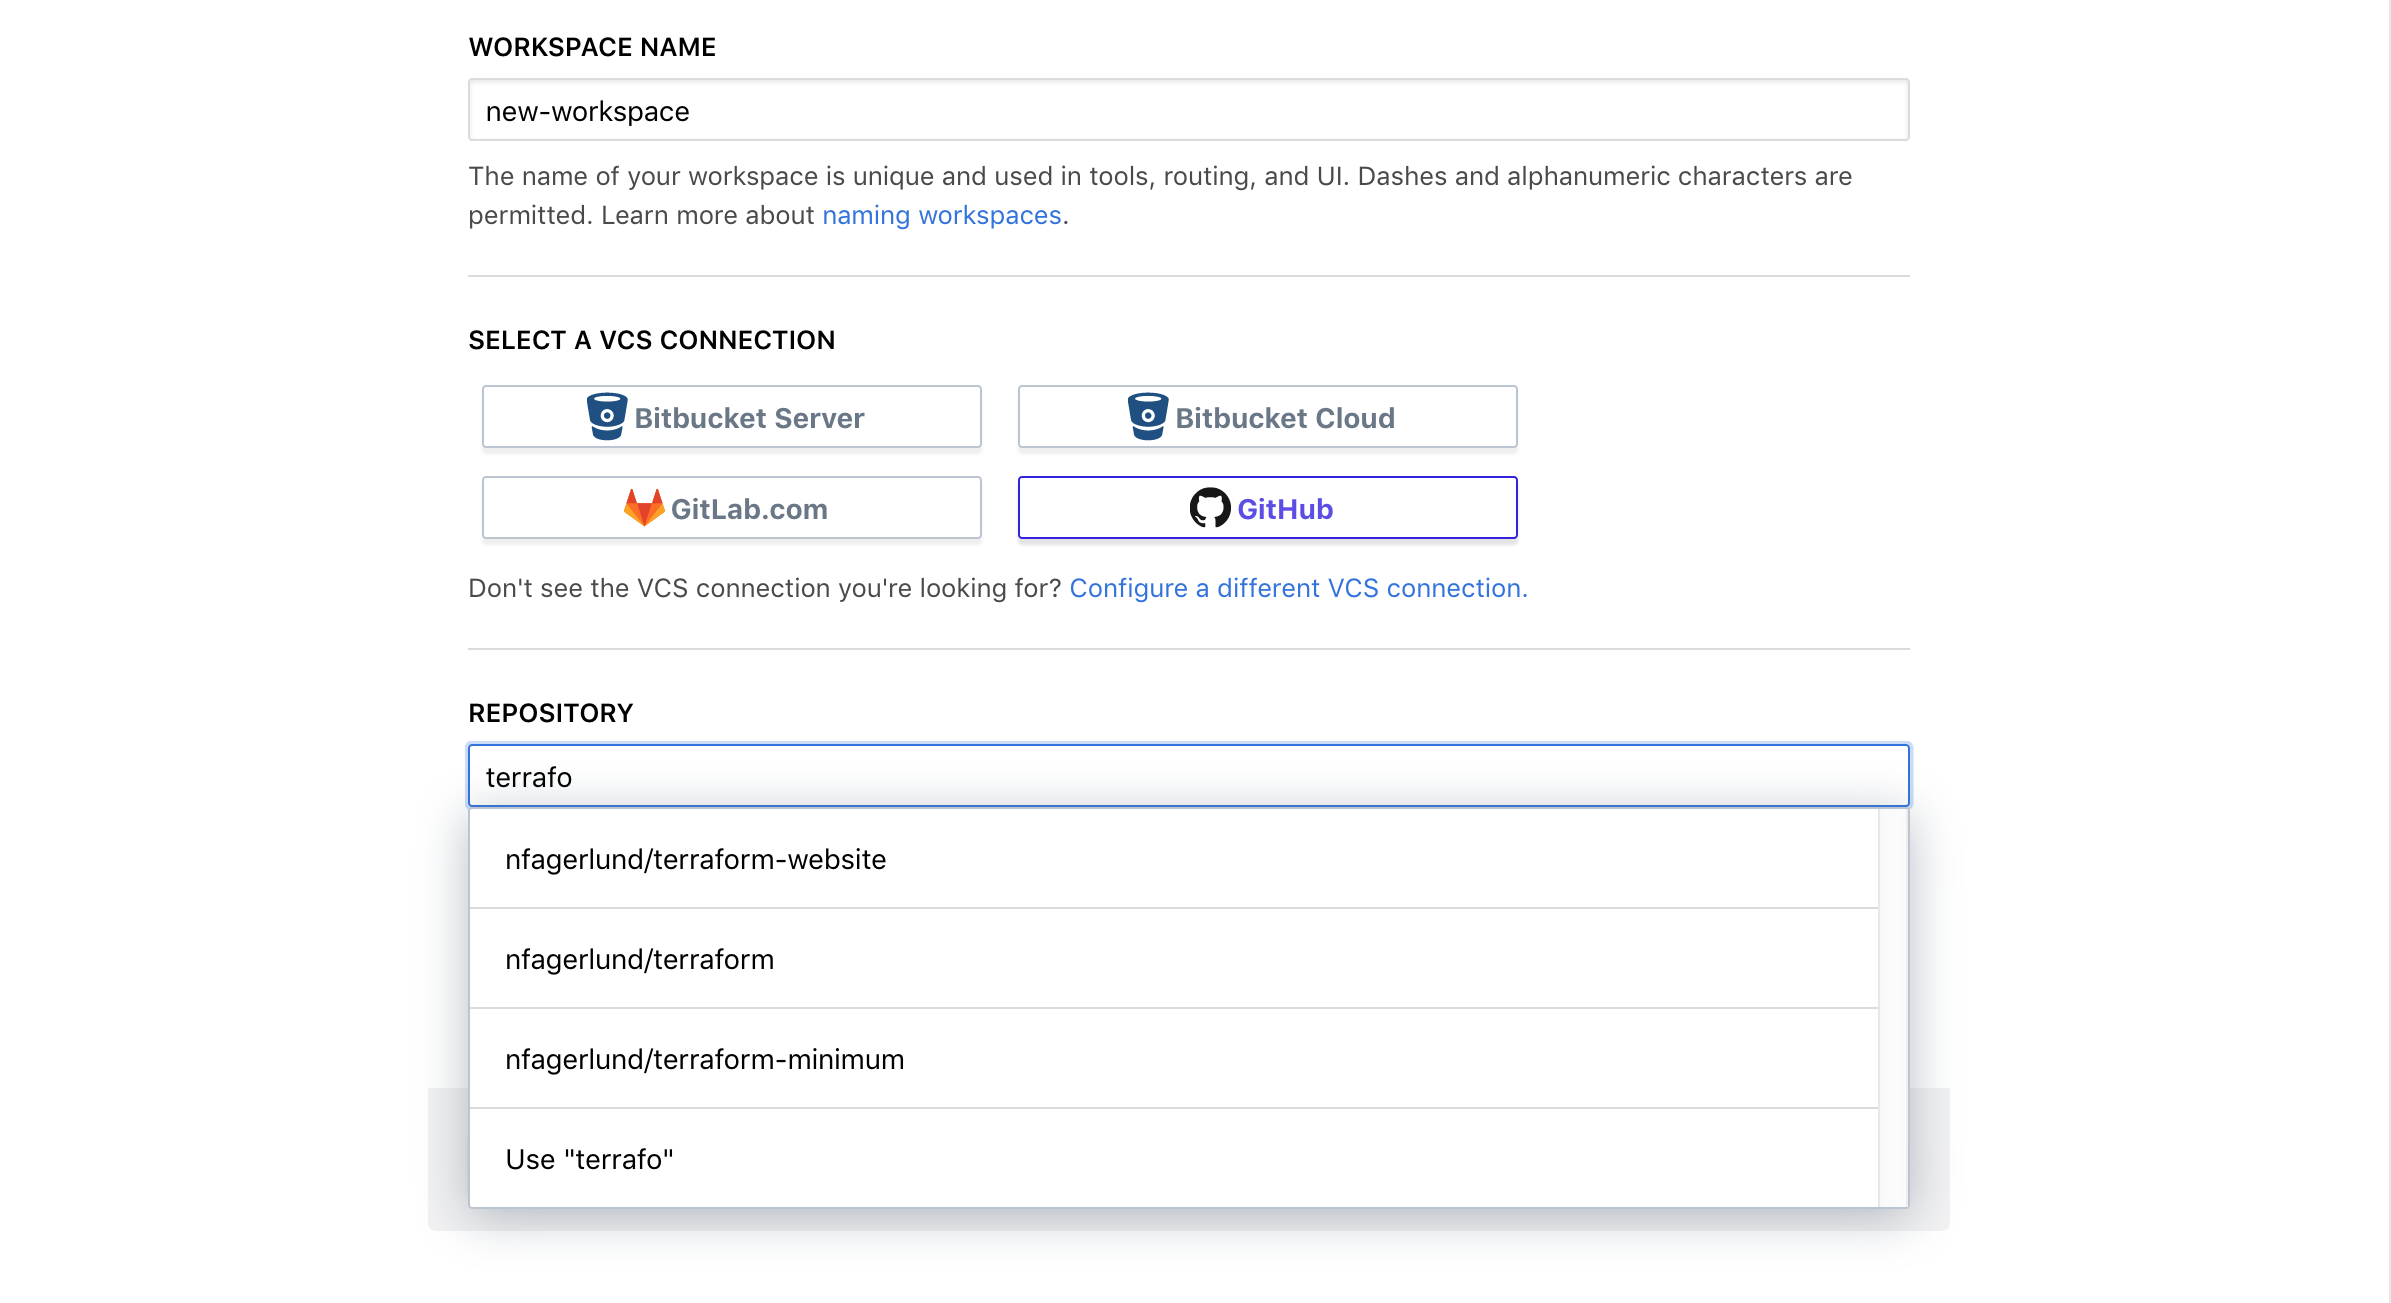 WORKSPACE NAME
new-workspace
The name of your workspace is unique and used in tools, routing, and UI. Dashes and alphanumeric characters are
permitted. Learn more about naming workspaces.
SELECT A VCS CONNECTION
Bitbucket Server
Bitbucket Cloud
GitLab.com
GitHub
Don't see the VCS connection you're looking for? Configure a different VCS connection.
REPOSITORY
terrafo
nfagerlund/terraform-website
nfagerlund/terraform
nfagerlund/terraform-minimum
Use "terrafo"